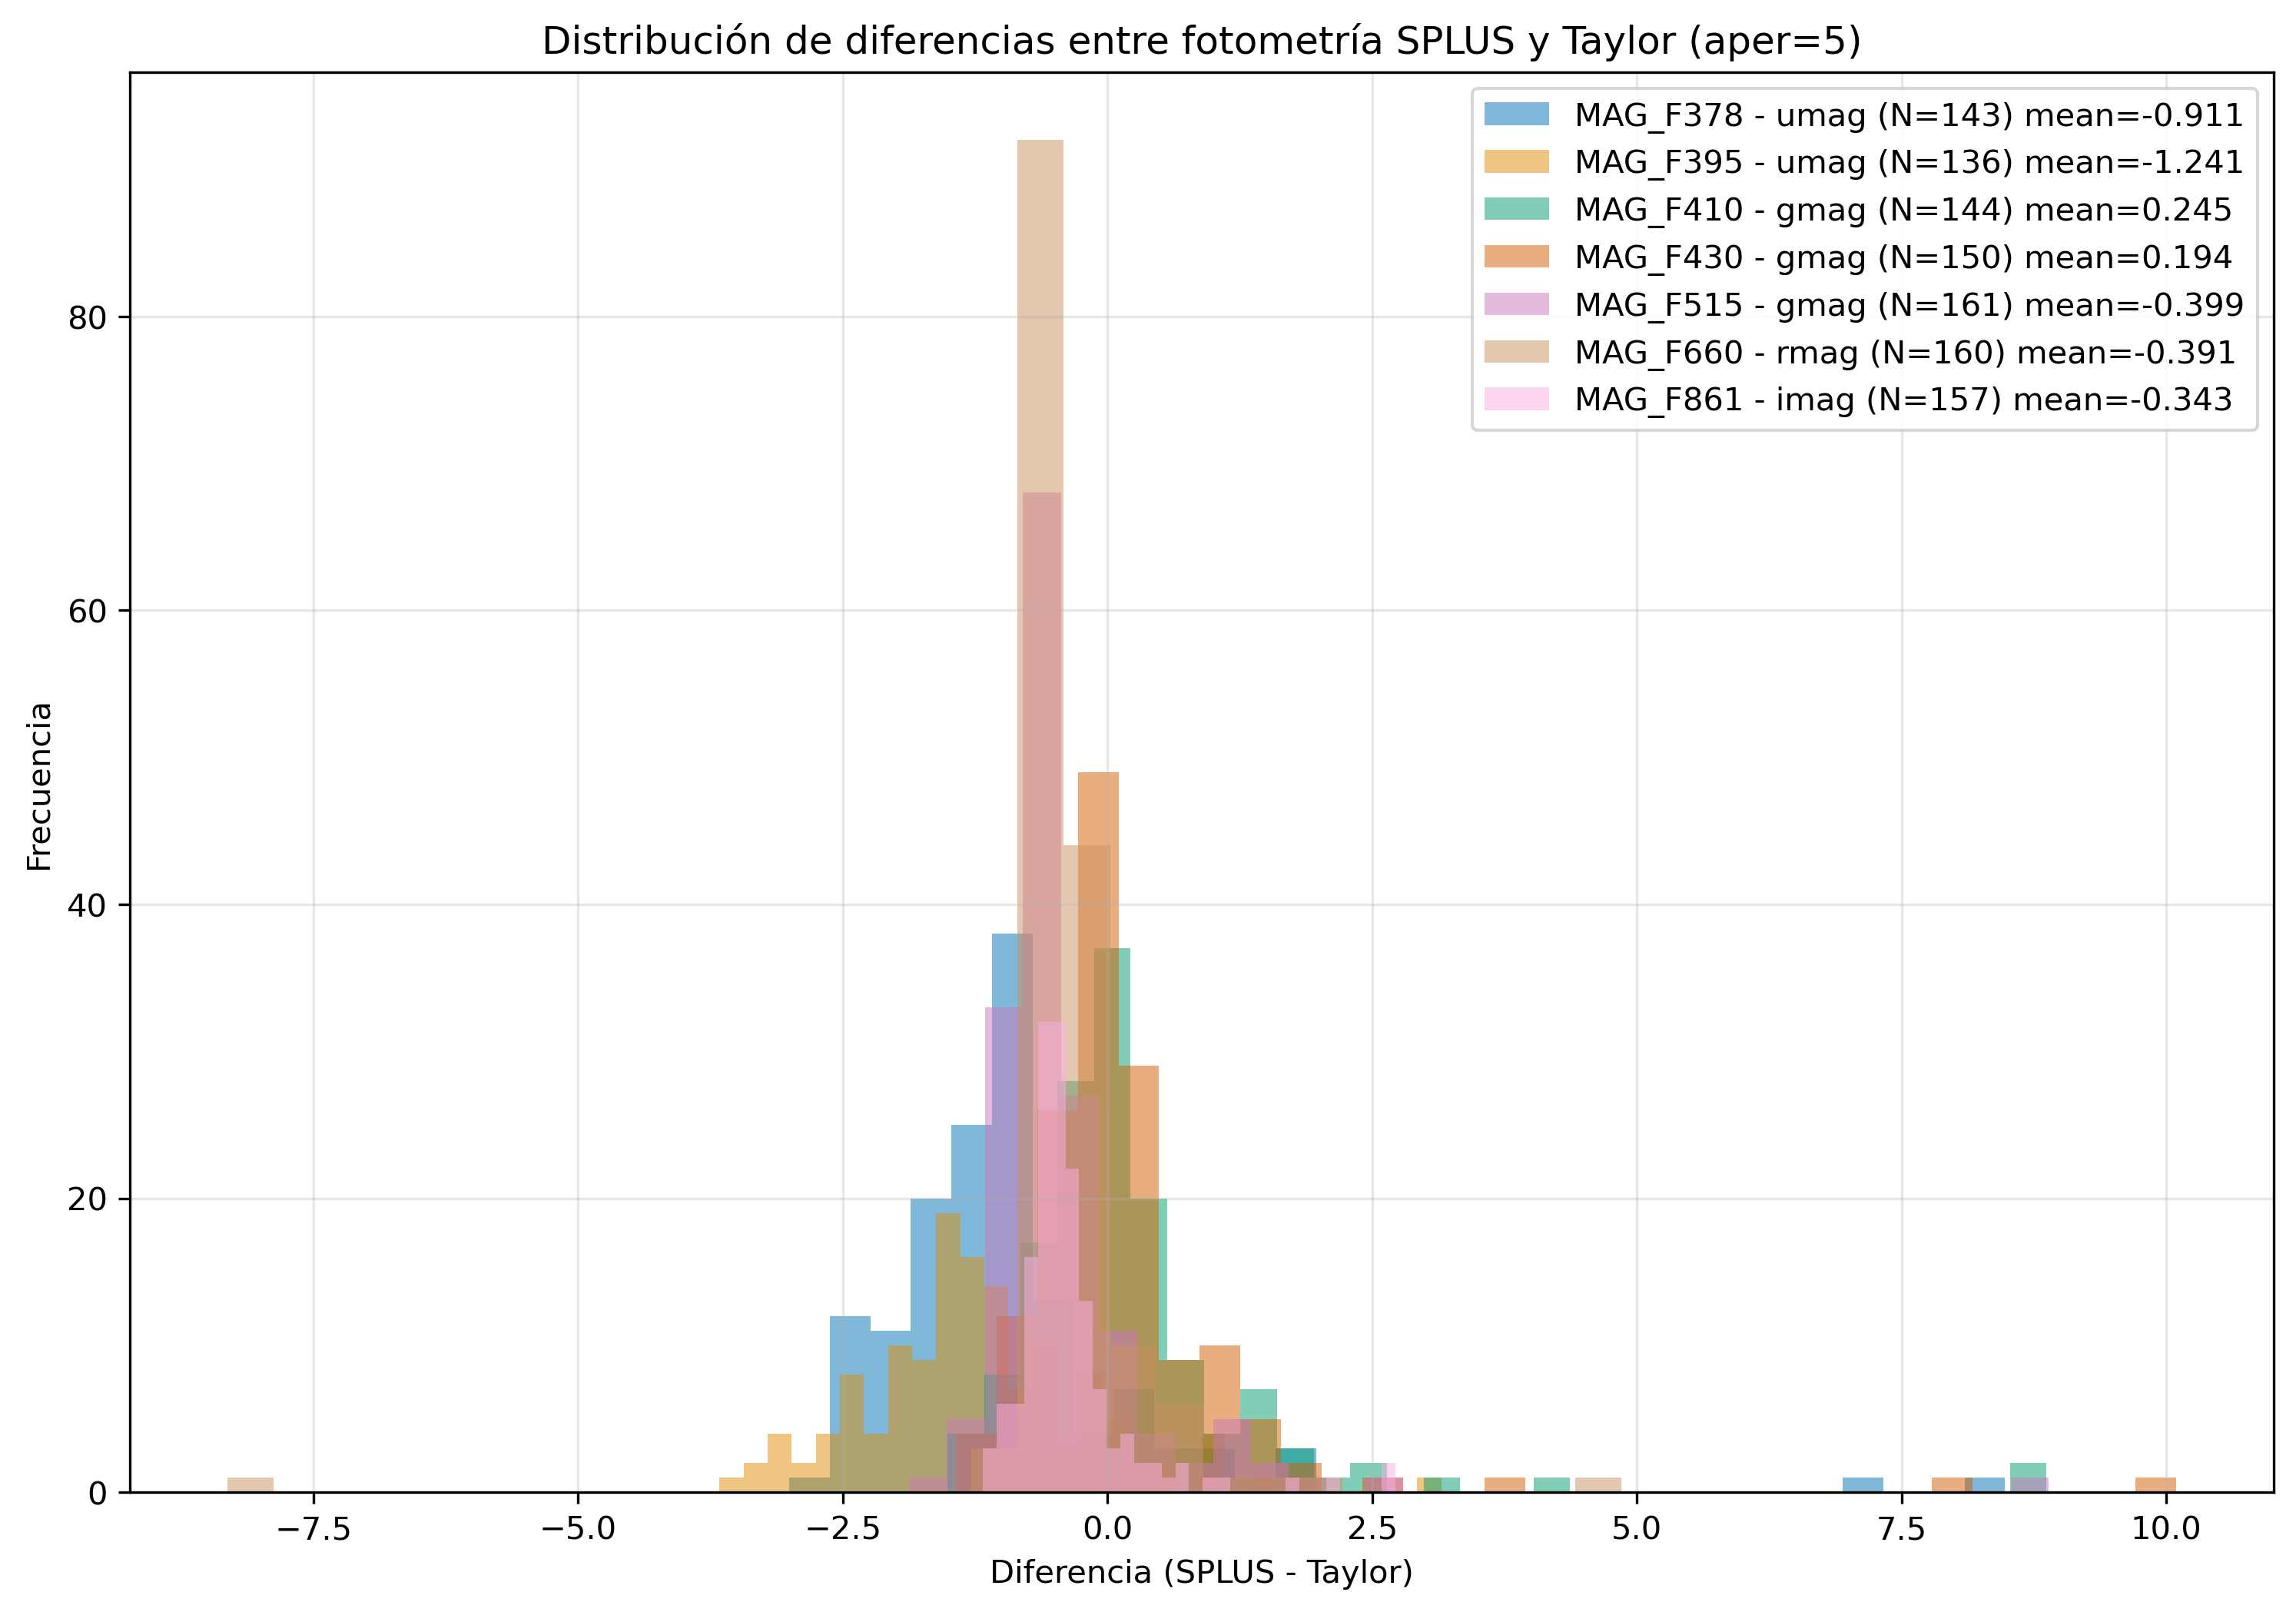 Distribución de diferencias entre fotometría SPLUS y Taylor (aper=5)
MAG_F378 - umag (N=143) mean=-0.911
MAG_F395 - umag (N=136) mean=-1.241
MAG_F410 - gmag (N=144) mean=0.245
MAG_F430 - gmag (N=150) mean=0.194
MAG_F515 - gmag (N=161) mean=-0.399
MAG_F660 - rmag (N=160) mean=-0.391
MAG_F861 - imag (N=157) mean=-0.343
Frecuencia
80
60
40
20
0
−7.5 −5.0 −2.5 0.0 2.5 5.0 7.5 10.0
Diferencia (SPLUS - Taylor)